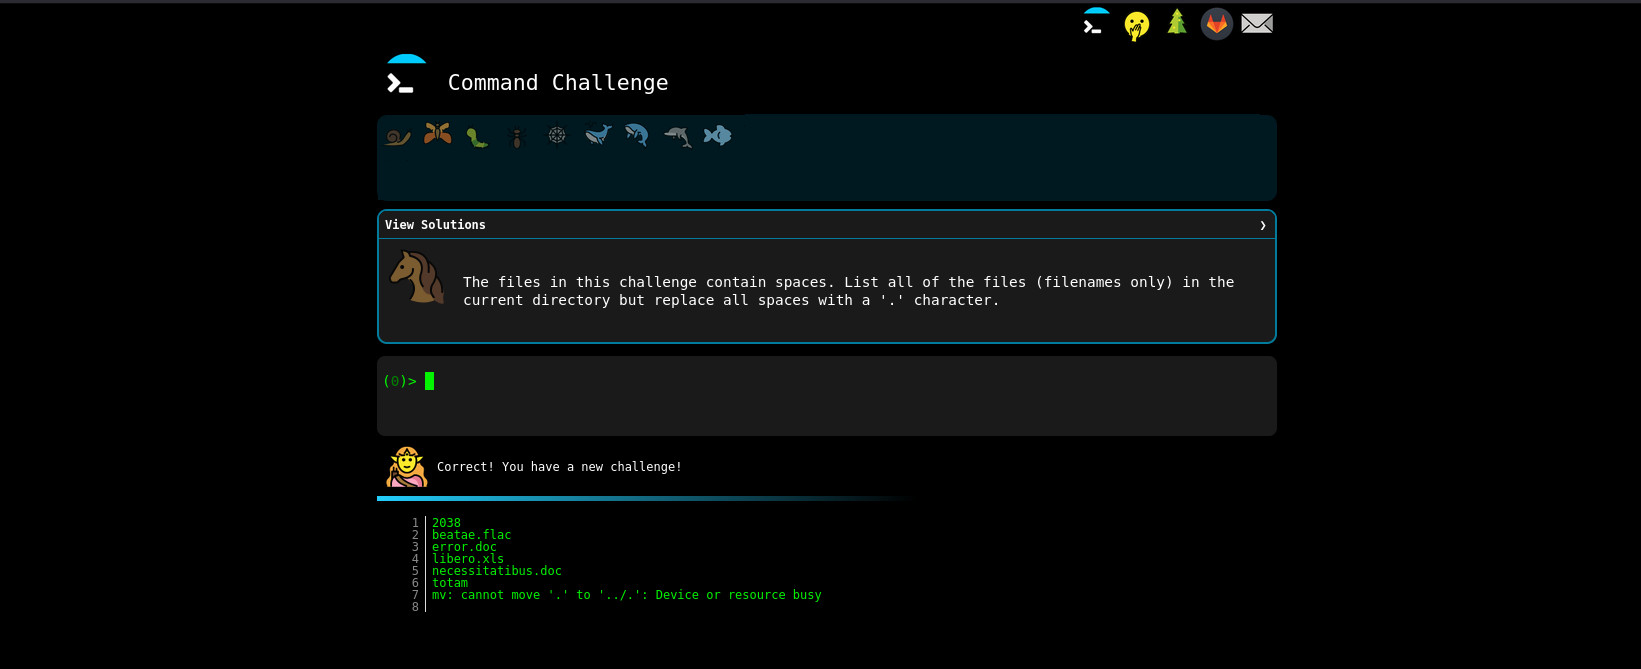 Command Challenge
View Solutions ❯
The files in this challenge contain spaces. List all of the files (filenames only) in the
current directory but replace all spaces with a '.' character.
(0)>
Correct! You have a new challenge!
1 2038
2 beatae.flac
3 error.doc
4 libero.xls
5 necessitatibus.doc
6 totam
7 mv: cannot move '.' to '../.': Device or resource busy
8